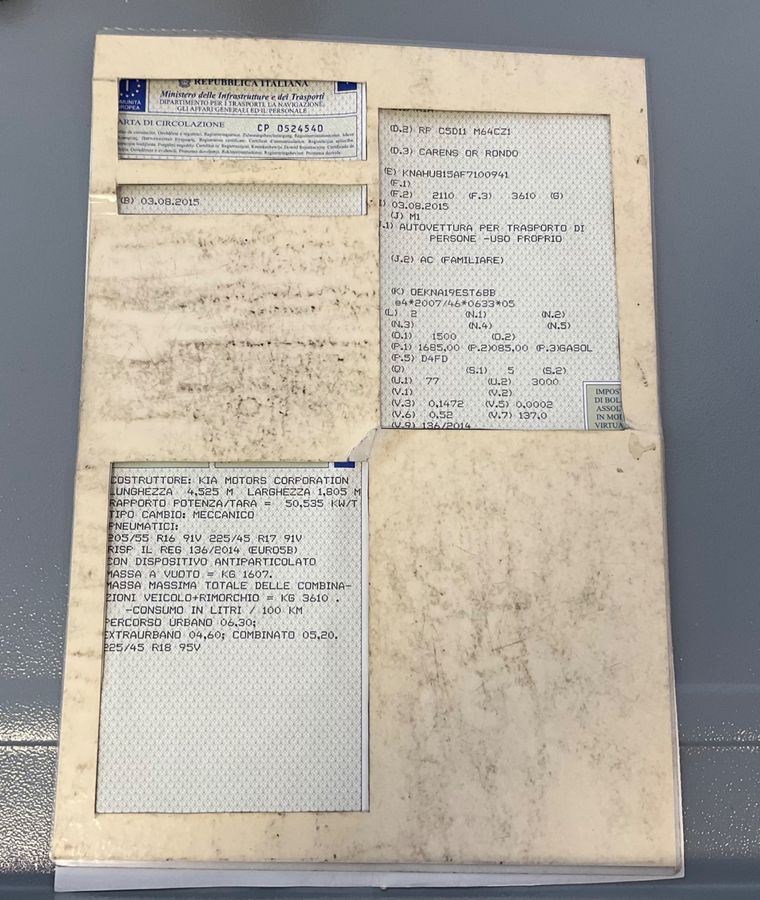 REPUBBLICA ITALIANA
Ministero delle Infrastrutture e dei Trasporti
DIPARTIMENTO PER I TRASPORTI, LA NAVIGAZIONE,
GLI AFFARI GENERALI ED IL PERSONALE
ARTA DI CIRCOLAZIONE CP 0524540
(B) 03.08.2015
(D.2) RP C5D11 M64CZ1
(D.3) CARENS OR RONDO
(E) KNAHU815AF7100941
(F.1)
(F.2) 2110 (F.3) 3610 (G)
03.08.2015
(J) M1
.1) AUTOVETTURA PER TRASPORTO DI
PERSONE -USO PROPRIO
(J.2) AC (FAMILIARE)
(K) OEKNA19EST68B
@4*2007/46*0633*05
(L) 2 (N.1) (N.2)
(N.3) (N.4) (N.5)
(O.1) 1500 (O.2)
(P.1) 1685,00 (P.2)085,00 (P.3)GASOL
(P.5) D4FD
(Q) (S.1) 5 (S.2)
(U.1) 77 (U.2) 3000
(V.1) (V.2)
(V.3) 0,1472 (V.5) 0,0002
(V.6) 0,52 (V.7) 137,0
(V.9) 136/2014
IMPOS
DI BOL
ASSOL
IN MOI
VIRTUA
COSTRUTTORE: KIA MOTORS CORPORATION
LUNGHEZZA 4,525 M LARGHEZZA 1,805 M
RAPPORTO POTENZA/TARA = 50,535 KW/T
TIPO CAMBIO: MECCANICO
PNEUMATICI:
205/55 R16 91V 225/45 R17 91V
RISP IL REG 136/2014 (EURO5B)
CON DISPOSITIVO ANTIPARTICOLATO
MASSA A VUOTO = KG 1607.
MASSA MASSIMA TOTALE DELLE COMBINA-
ZIONI VEICOLO+RIMORCHIO = KG 3610 .
-CONSUMO IN LITRI / 100 KM
PERCORSO URBANO 06,30;
EXTRAURBANO 04,60; COMBINATO 05,20.
225/45 R18 95V